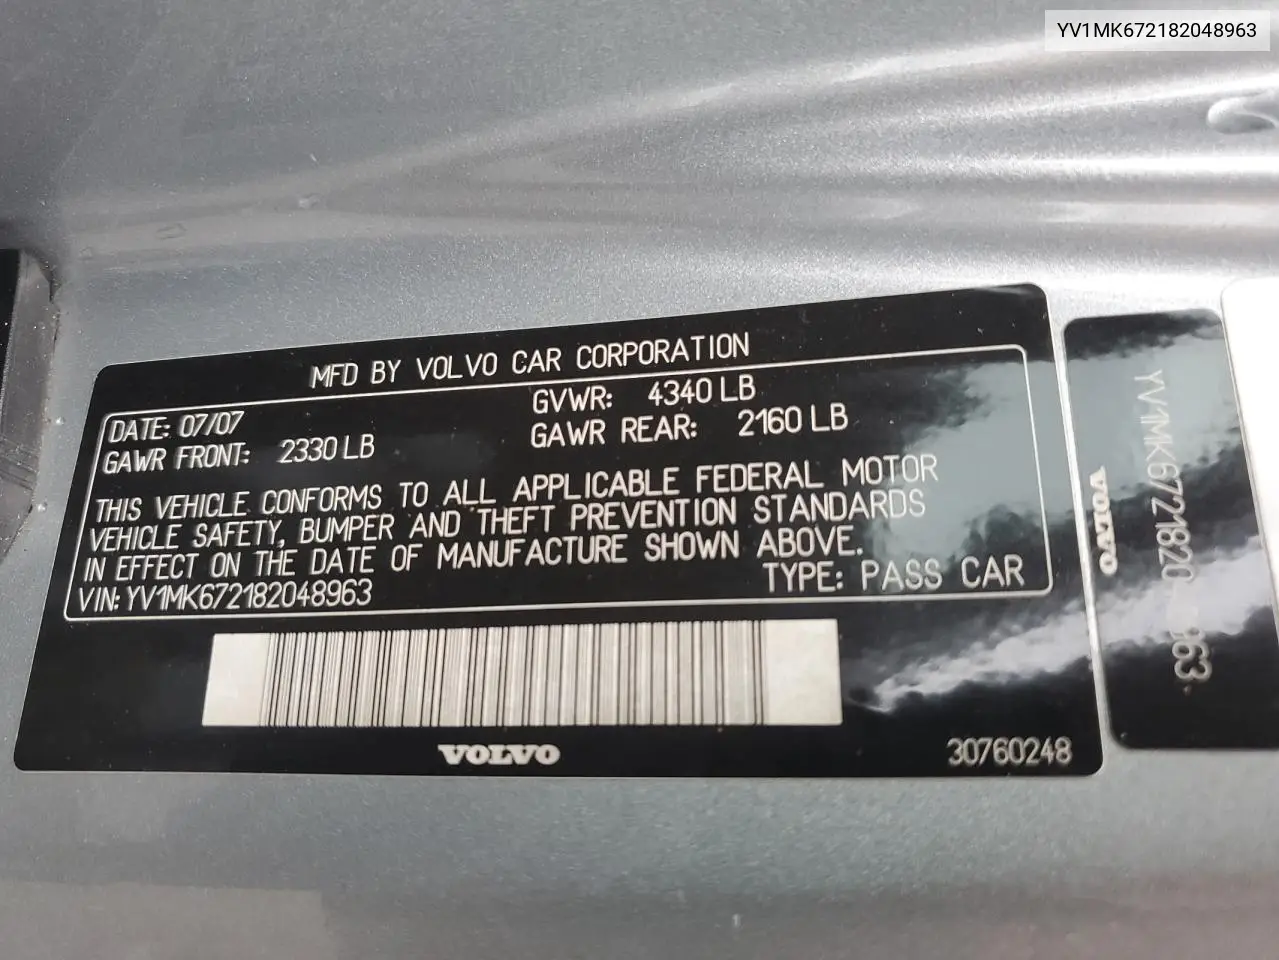 YV1MK672182048963
MFD BY VOLVO CAR CORPORATION
DATE: 07/07 GVWR: 4340 LB
GAWR FRONT: 2330 LB GAWR REAR: 2160 LB
THIS VEHICLE CONFORMS TO ALL APPLICABLE FEDERAL MOTOR
VEHICLE SAFETY, BUMPER AND THEFT PREVENTION STANDARDS
IN EFFECT ON THE DATE OF MANUFACTURE SHOWN ABOVE.
VIN: YV1MK672182048963 TYPE: PASS CAR
VOLVO 30760248
VOLVO